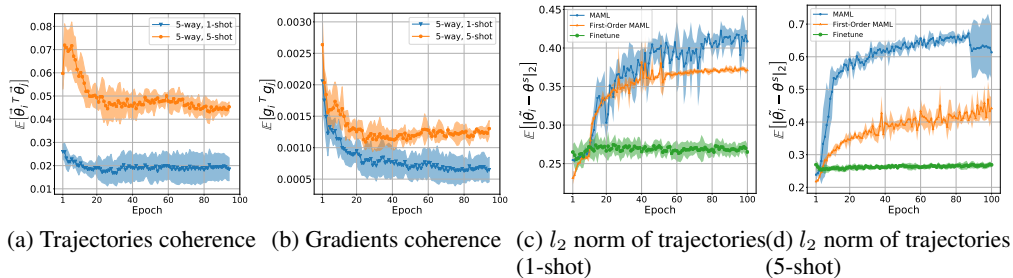 5-way, 1-shot
5-way, 5-shot
0.08
0.07
0.06
0.05
0.04
0.03
0.02
0.01
𝔼[θ⃗ᵢᵀ θ⃗ⱼ]
1 20 40 60 80 100
Epoch
(a) Trajectories coherence
5-way, 1-shot
5-way, 5-shot
0.0030
0.0025
0.0020
0.0015
0.0010
0.0005
𝔼[gᵢᵀ gⱼ]
1 20 40 60 80 100
Epoch
(b) Gradients coherence
MAML
First-Order MAML
Finetune
0.40
0.35
0.30
0.25
𝔼[‖θ̃ᵢ − θˢ‖₂]
1 20 40 60 80 100
Epoch
(c) l₂ norm of trajectories
(1-shot)
MAML
First-Order MAML
Finetune
0.7
0.6
0.5
0.4
0.3
0.2
𝔼[‖θ̃ᵢ − θˢ‖₂]
1 20 40 60 80 100
Epoch
(d) l₂ norm of trajectories
(5-shot)